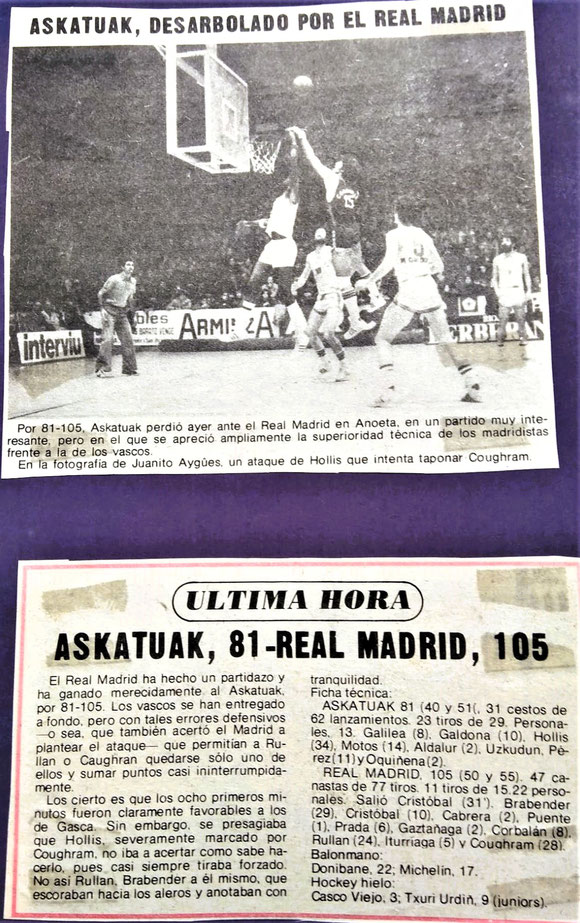 ASKATUAK, DESARBOLADO POR EL REAL MADRID
15
interviu
bles
BARATO VENGE
ARMI
ZA
BERBERAN
Por 81-105, Askatuak perdió ayer ante el Real Madrid en Anoeta, en un partido muy inte-
resante, pero en el que se apreció ampliamente la superioridad técnica de los madridistas
frente a la de los vascos.
En la fotografía de Juanito Aygües, un ataque de Hollis que intenta taponar Coughram.
ULTIMA HORA
ASKATUAK, 81-REAL MADRID, 105
El Real Madrid ha hecho un partidazo y
ha ganado merecidamente al Askatuak,
por 81-105. Los vascos se han entregado
a fondo, pero con tales errores defensivos
—o sea, que también acertó el Madrid a
plantear el ataque— que permitían a Ru-
llan o Caughran quedarse sólo uno de
ellos y sumar puntos casi ininterrumpida-
mente.
Los cierto es que los ocho primeros mi-
nutos fueron claramente favorables a los
de Gasca. Sin embargo, se presagiaba
que Hollis, severamente marcado por
Coughram, no iba a acertar como sabe ha-
cerlo, pues casi siempre tiraba forzado.
No así Rullan, Brabender a él mismo, que
escoraban hacia los aleros y anotaban con
tranquilidad.
Ficha técnica:
ASKATUAK 81 (40 y 51(, 31 cestos de
62 lanzamientos. 23 tiros de 29. Persona-
les, 13. Galilea (8), Galdona (10), Hollis
(34), Motos (14), Aldalur (2), Uzkudun, Pé-
rez(11) y Oquiñena(2).
REAL MADRID, 105 (50 y 55). 47 ca-
nastas de 77 tiros. 11 tiros de 15.22 perso-
nales. Salió Cristóbal (31'). Brabender
(29), Cristóbal (10), Cabrera (2), Puente
(1), Prada (6), Gaztañaga (2), Corbalán (8),
Rullan (24), Iturriaga (5) y Coughram (28).
Balonmano:
Donibane, 22; Michelín, 17.
Hockey hielo:
Casco Viejo, 3; Txuri Urdiñ, 9 (juniors).